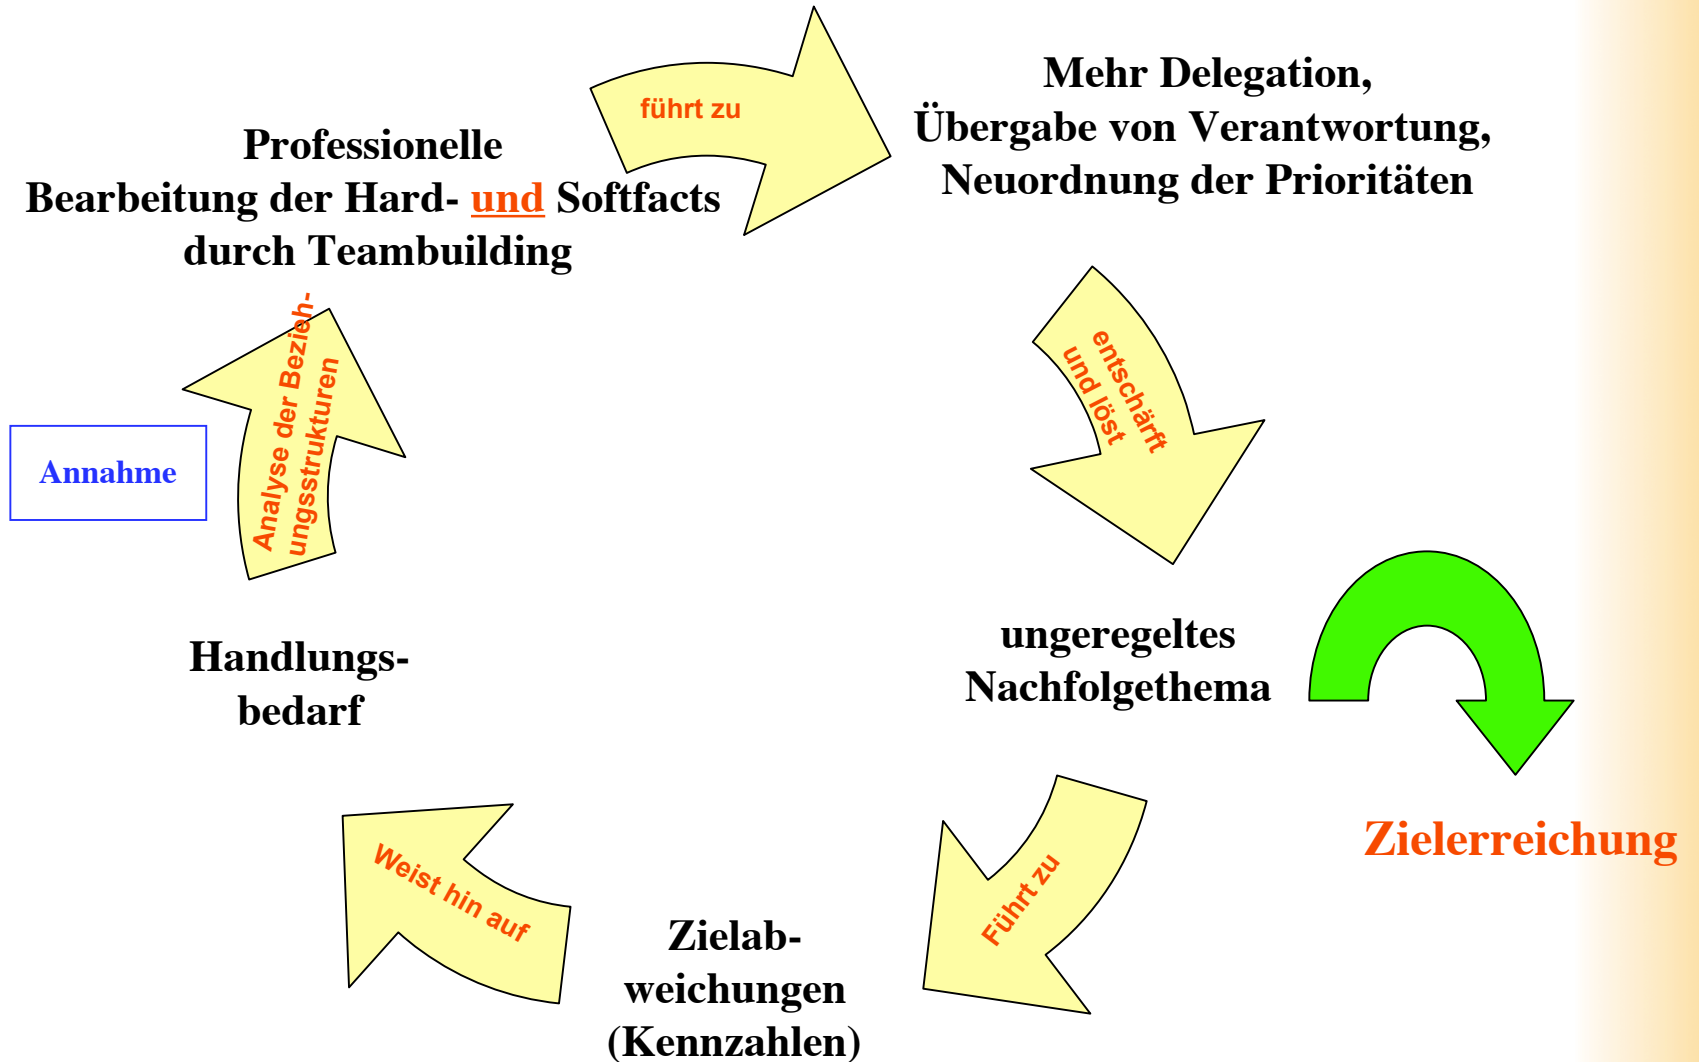 führt zu
Mehr Delegation,
Übergabe von Verantwortung,
Neuordnung der Prioritäten
Professionelle
Bearbeitung der Hard- und Softfacts
durch Teambuilding
entschärft
und löst
Analyse der Bezieh-
ungsstrukturen
Annahme
ungeregeltes
Nachfolgethema
Zielerreichung
Handlungs-
bedarf
Führt zu
Weist hin auf
Zielab-
weichungen
(Kennzahlen)